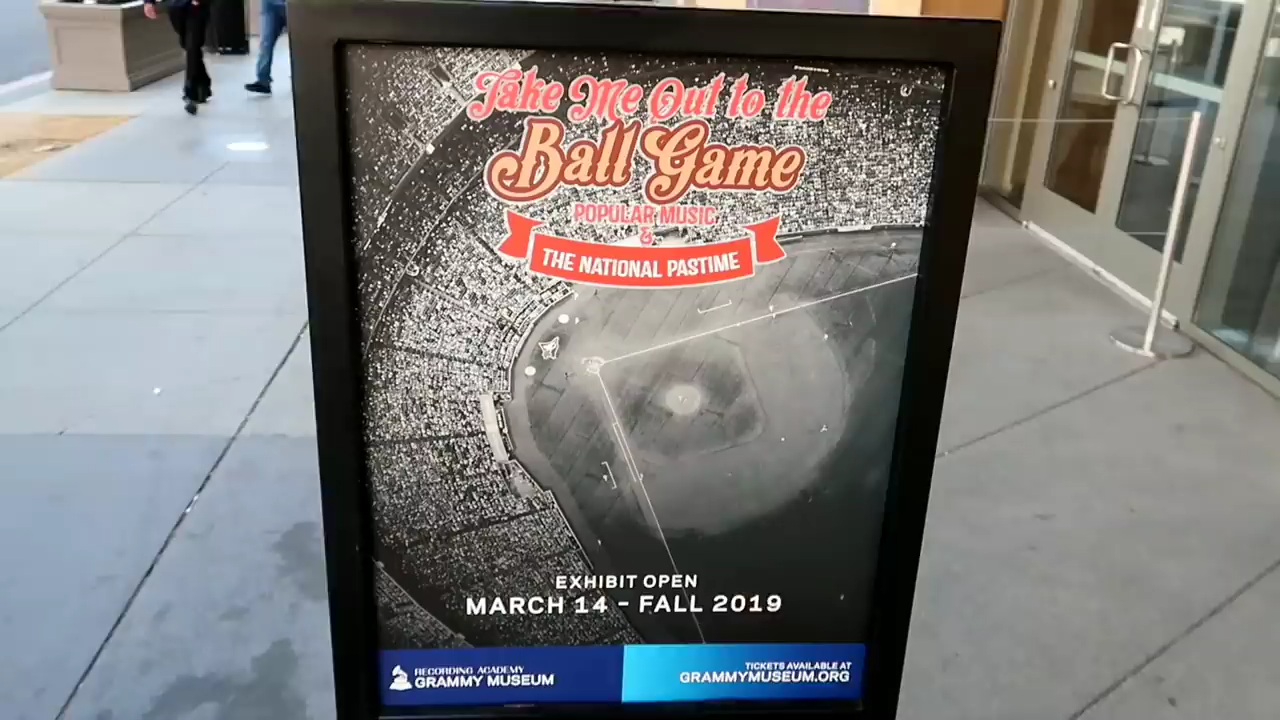 Take Me Out to the
Ball Game
POPULAR MUSIC
&
THE NATIONAL PASTIME
EXHIBIT OPEN
MARCH 14 - FALL 2019
RECORDING ACADEMY
GRAMMY MUSEUM
TICKETS AVAILABLE AT
GRAMMYMUSEUM.ORG